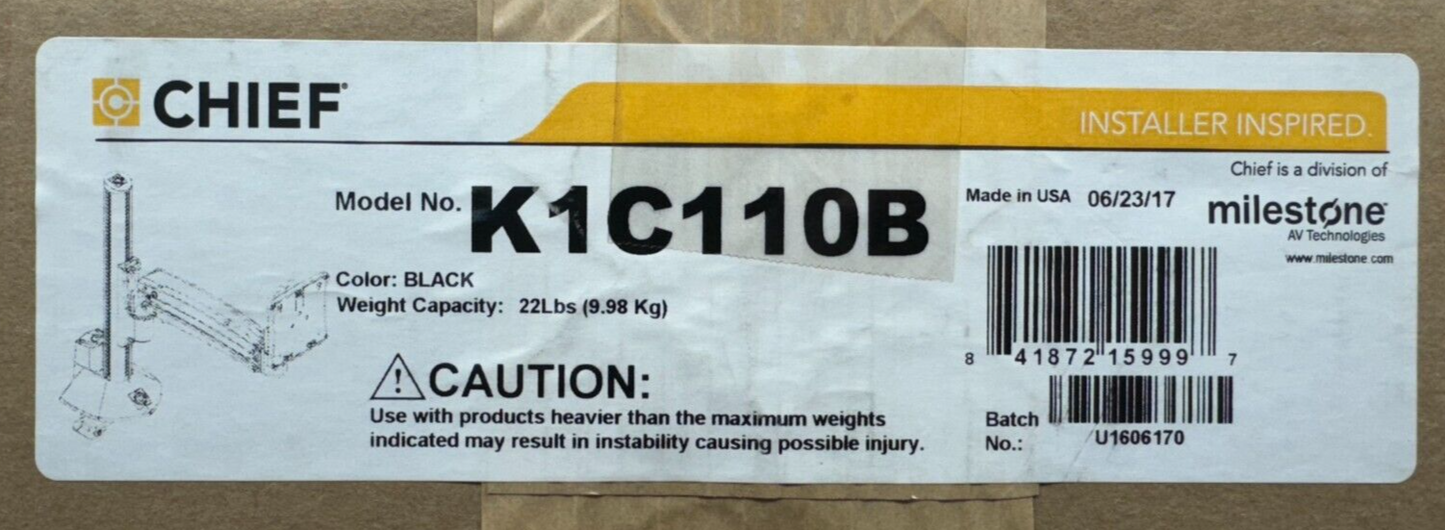 CHIEF
INSTALLER INSPIRED.
Chief is a division of
milestone
AV Technologies
www.milestone.com
Model No. K1C110B
Made in USA 06/23/17
Color: BLACK
Weight Capacity: 22Lbs (9.98 Kg)
8 41872 15999 7
CAUTION:
Use with products heavier than the maximum weights
indicated may result in instability causing possible injury.
Batch
No.:
U1606170